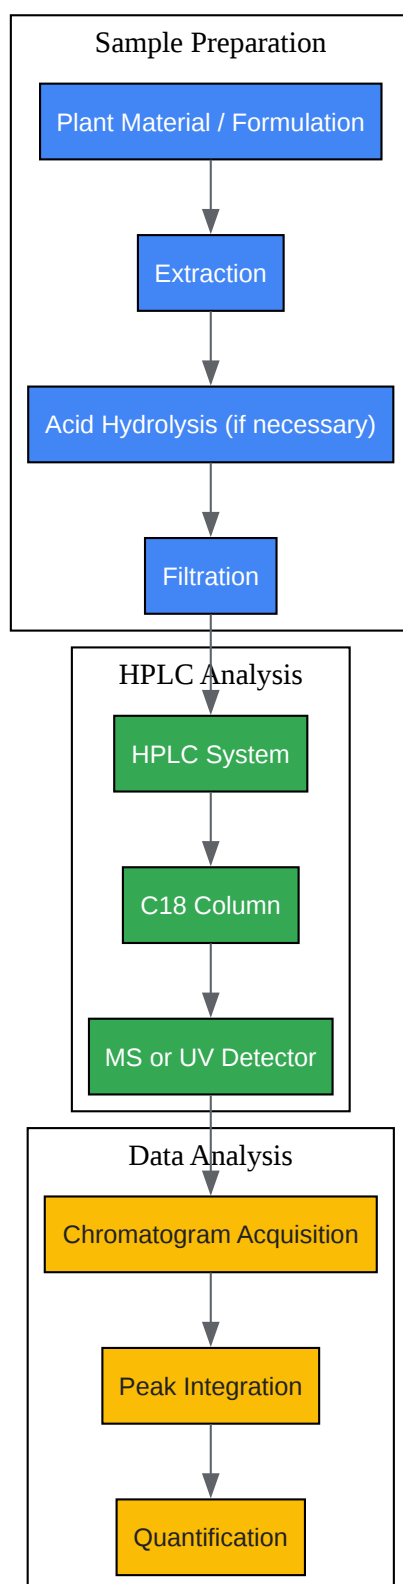 Sample Preparation
Plant Material / Formulation
Extraction
Acid Hydrolysis (if necessary)
Filtration
HPLC Analysis
HPLC System
C18 Column
MS or UV Detector
Data Analysis
Chromatogram Acquisition
Peak Integration
Quantification